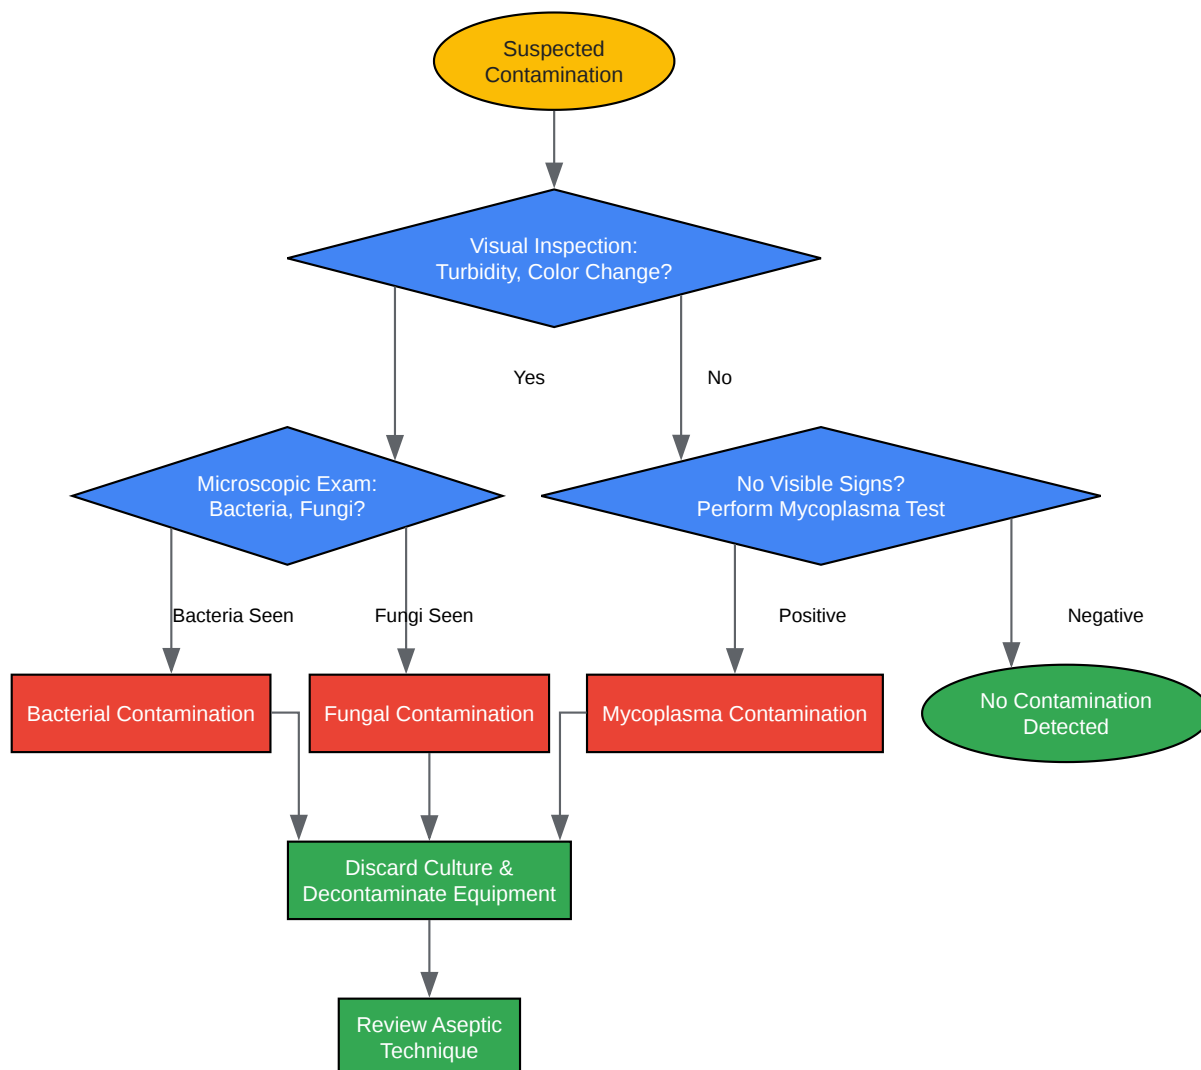 Suspected
Contamination
Visual Inspection:
Turbidity, Color Change?
Yes
No
Microscopic Exam:
Bacteria, Fungi?
No Visible Signs?
Perform Mycoplasma Test
Bacteria Seen
Fungi Seen
Positive
Negative
Bacterial Contamination
Fungal Contamination
Mycoplasma Contamination
No Contamination
Detected
Discard Culture &
Decontaminate Equipment
Review Aseptic
Technique